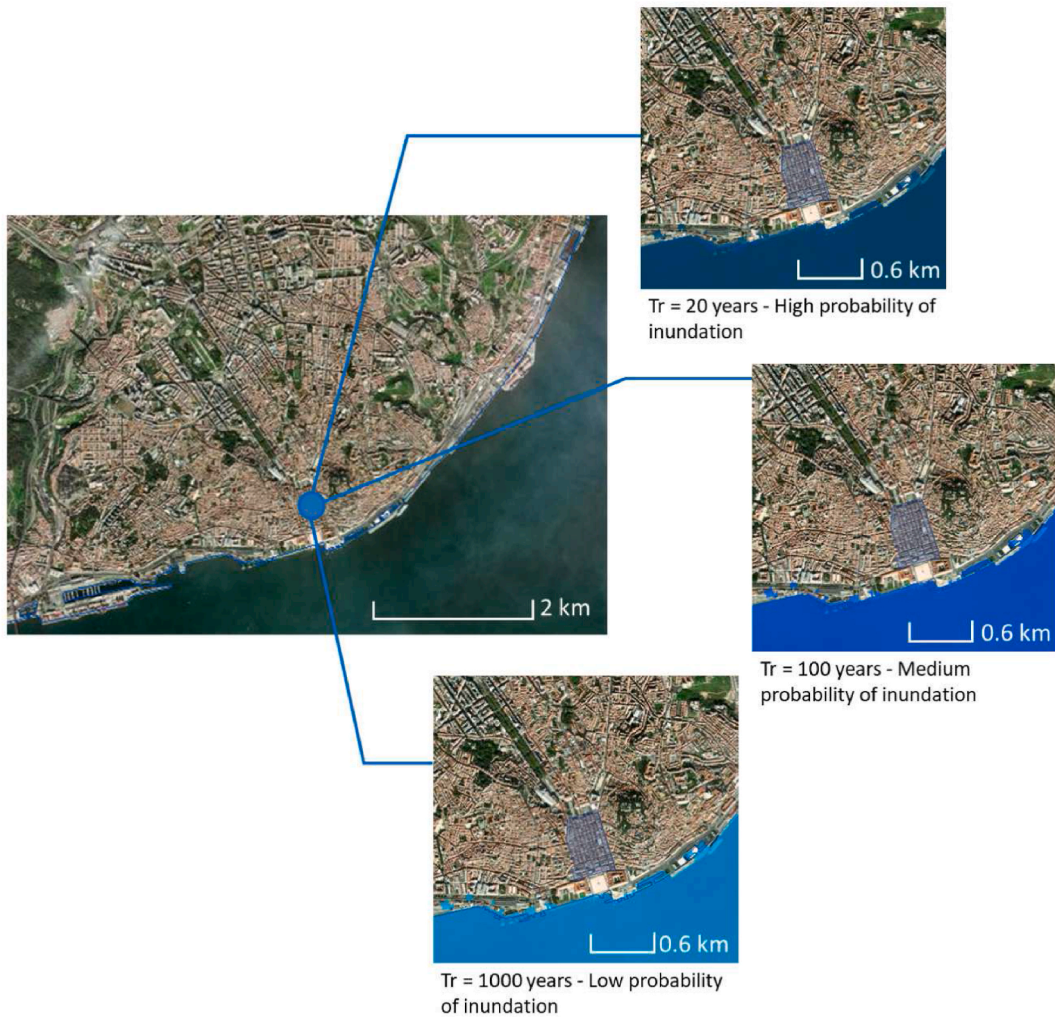 0.6 km
Tr = 20 years - High probability of
inundation
2 km
0.6 km
Tr = 100 years - Medium
probability of inundation
0.6 km
Tr = 1000 years - Low probability
of inundation